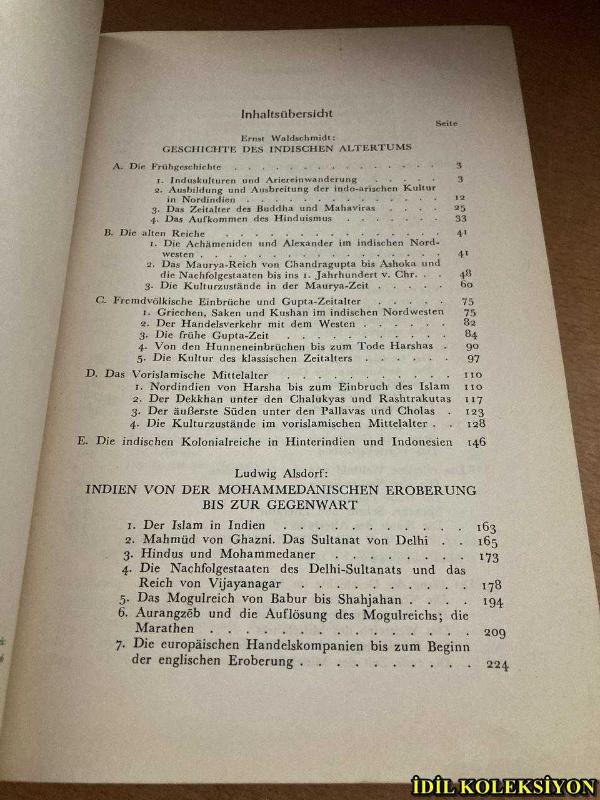 Inhaltsübersicht
Seite
Ernst Waldschmidt:
GESCHICHTE DES INDISCHEN ALTERTUMS
A. Die Frühgeschichte . . . . . . . . . . . . . 3
1. Induskulturen und Ariereinwanderung . . . . . 3
2. Ausbildung und Ausbreitung der indo-arischen Kultur
in Nordindien . . . . . . . . . . . . . 12
3. Das Zeitalter des Buddha und Mahaviras . . . . 25
4. Das Aufkommen des Hinduismus . . . . . . 33
B. Die alten Reiche . . . . . . . . . . . . . 41
1. Die Achämeniden und Alexander im indischen Nord-
westen . . . . . . . . . . . . . . . 41
2. Das Maurya-Reich von Chandragupta bis Ashoka und
die Nachfolgestaaten bis ins 1. Jahrhundert v. Chr. . . 48
3. Die Kulturzustände in der Maurya-Zeit . . . . . 60
C. Fremdvölkische Einbrüche und Gupta-Zeitalter . . . . 75
1. Griechen, Saken und Kushan im indischen Nordwesten 75
2. Der Handelsverkehr mit dem Westen . . . . . 82
3. Die frühe Gupta-Zeit . . . . . . . . . . 84
4. Von den Hunneneinbrüchen bis zum Tode Harshas . 90
5. Die Kultur des klassischen Zeitalters . . . . . 97
D. Das Vorislamische Mittelalter . . . . . . . . . 110
1. Nordindien von Harsha bis zum Einbruch des Islam 110
2. Der Dekkhan unter den Chalukyas und Rashtrakutas 117
3. Der äußerste Süden unter den Pallavas und Cholas . 123
4. Die Kulturzustände im vorislamischen Mittelalter . . 128
E. Die indischen Kolonialreiche in Hinterindien und Indonesien 146
Ludwig Alsdorf:
INDIEN VON DER MOHAMMEDANISCHEN EROBERUNG
BIS ZUR GEGENWART
1. Der Islam in Indien . . . . . . . . . . . 163
2. Mahmūd von Ghazni. Das Sultanat von Delhi . . 165
3. Hindus und Mohammedaner . . . . . . . . 173
4. Die Nachfolgestaaten des Delhi-Sultanats und das
Reich von Vijayanagar . . . . . . . . . . 178
5. Das Mogulreich von Babur bis Shahjahan . . . . 194
6. Aurangzēb und die Auflösung des Mogulreichs; die
Marathen . . . . . . . . . . . . . . 209
7. Die europäischen Handelskompanien bis zum Beginn
der englischen Eroberung . . . . . . . . . 224
İDİL KOLEKSİYON